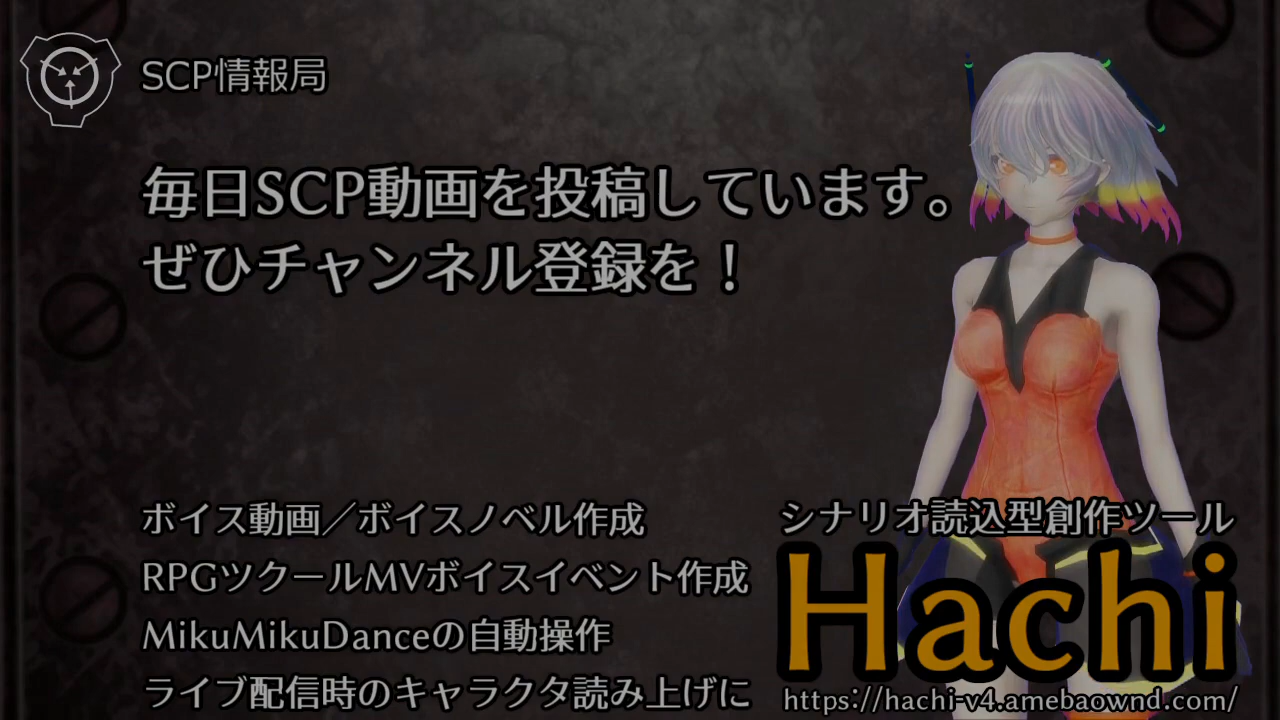 SCP情報局
毎日SCP動画を投稿しています。
ぜひチャンネル登録を！
ボイス動画／ボイスノベル作成
RPGツクールMVボイスイベント作成
MikuMikuDanceの自動操作
ライブ配信時のキャラクタ読み上げに
シナリオ読込型創作ツール
Hachi
https://hachi-v4.amebaownd.com/